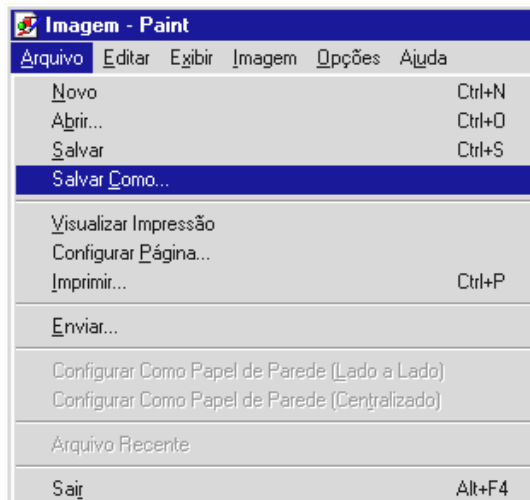 Imagem - Paint
Arquivo Editar Exibir Imagem Opções Ajuda
Novo Ctrl+N
Abrir... Ctrl+O
Salvar Ctrl+S
Salvar Como...
Visualizar Impressão
Configurar Página...
Imprimir... Ctrl+P
Enviar...
Configurar Como Papel de Parede (Lado a Lado)
Configurar Como Papel de Parede (Centralizado)
Arquivo Recente
Sair Alt+F4